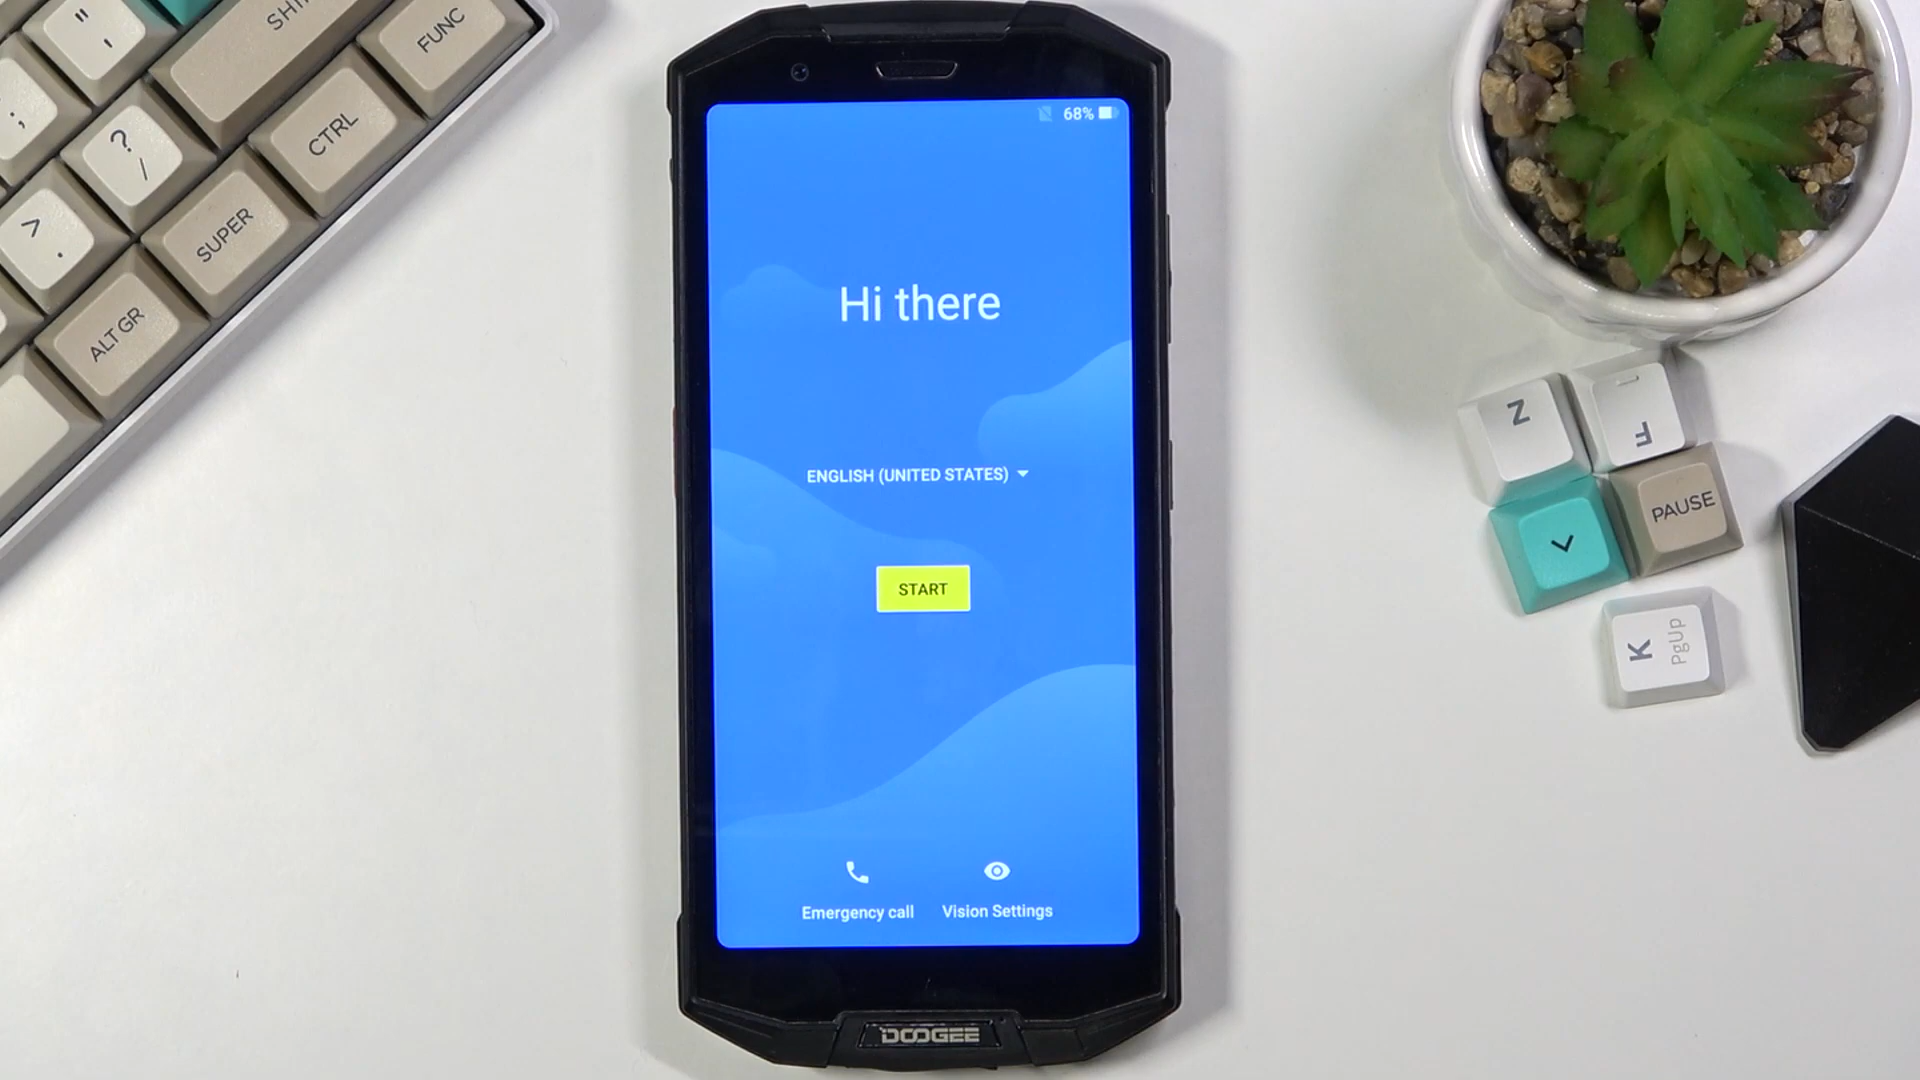 "
'
SHI
FUNC
;
?
/
CTRL
>
.
SUPER
ALT GR
68%
Hi there
ENGLISH (UNITED STATES)
START
Emergency call
Vision Settings
DOOGEE
Z
F
PAUSE
K
PgUp